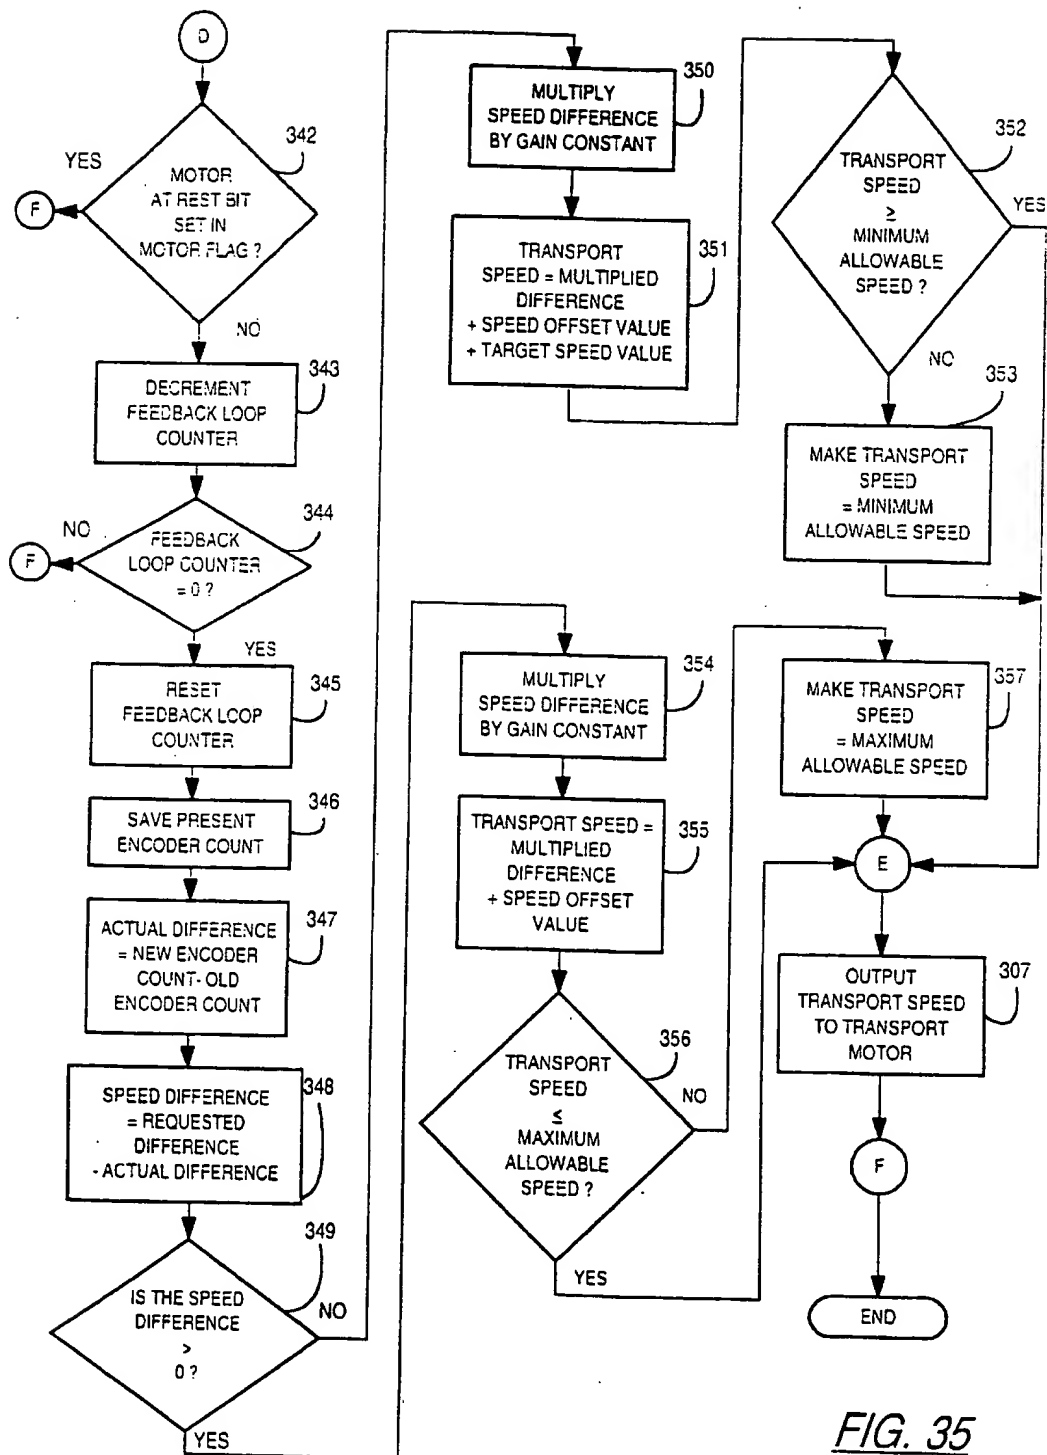 D
342
YES
MOTOR
AT REST BIT
SET IN
MOTOR FLAG ?
F
NO
343
DECREMENT
FEEDBACK LOOP
COUNTER
344
NO
FEEDBACK
LOOP COUNTER
= 0 ?
F
YES
345
RESET
FEEDBACK LOOP
COUNTER
346
SAVE PRESENT
ENCODER COUNT
347
ACTUAL DIFFERENCE
= NEW ENCODER
COUNT- OLD
ENCODER COUNT
348
SPEED DIFFERENCE
= REQUESTED
DIFFERENCE
- ACTUAL DIFFERENCE
349
IS THE SPEED
DIFFERENCE
>
0 ?
NO
YES
350
MULTIPLY
SPEED DIFFERENCE
BY GAIN CONSTANT
351
TRANSPORT
SPEED = MULTIPLIED
DIFFERENCE
+ SPEED OFFSET VALUE
+ TARGET SPEED VALUE
352
TRANSPORT
SPEED
≥
MINIMUM
ALLOWABLE
SPEED ?
YES
NO
353
MAKE TRANSPORT
SPEED
= MINIMUM
ALLOWABLE SPEED
354
MULTIPLY
SPEED DIFFERENCE
BY GAIN CONSTANT
355
TRANSPORT SPEED =
MULTIPLIED
DIFFERENCE
+ SPEED OFFSET
VALUE
356
TRANSPORT
SPEED
≤
MAXIMUM
ALLOWABLE
SPEED ?
NO
YES
357
MAKE TRANSPORT
SPEED
= MAXIMUM
ALLOWABLE SPEED
E
307
OUTPUT
TRANSPORT SPEED
TO TRANSPORT
MOTOR
F
END
FIG. 35